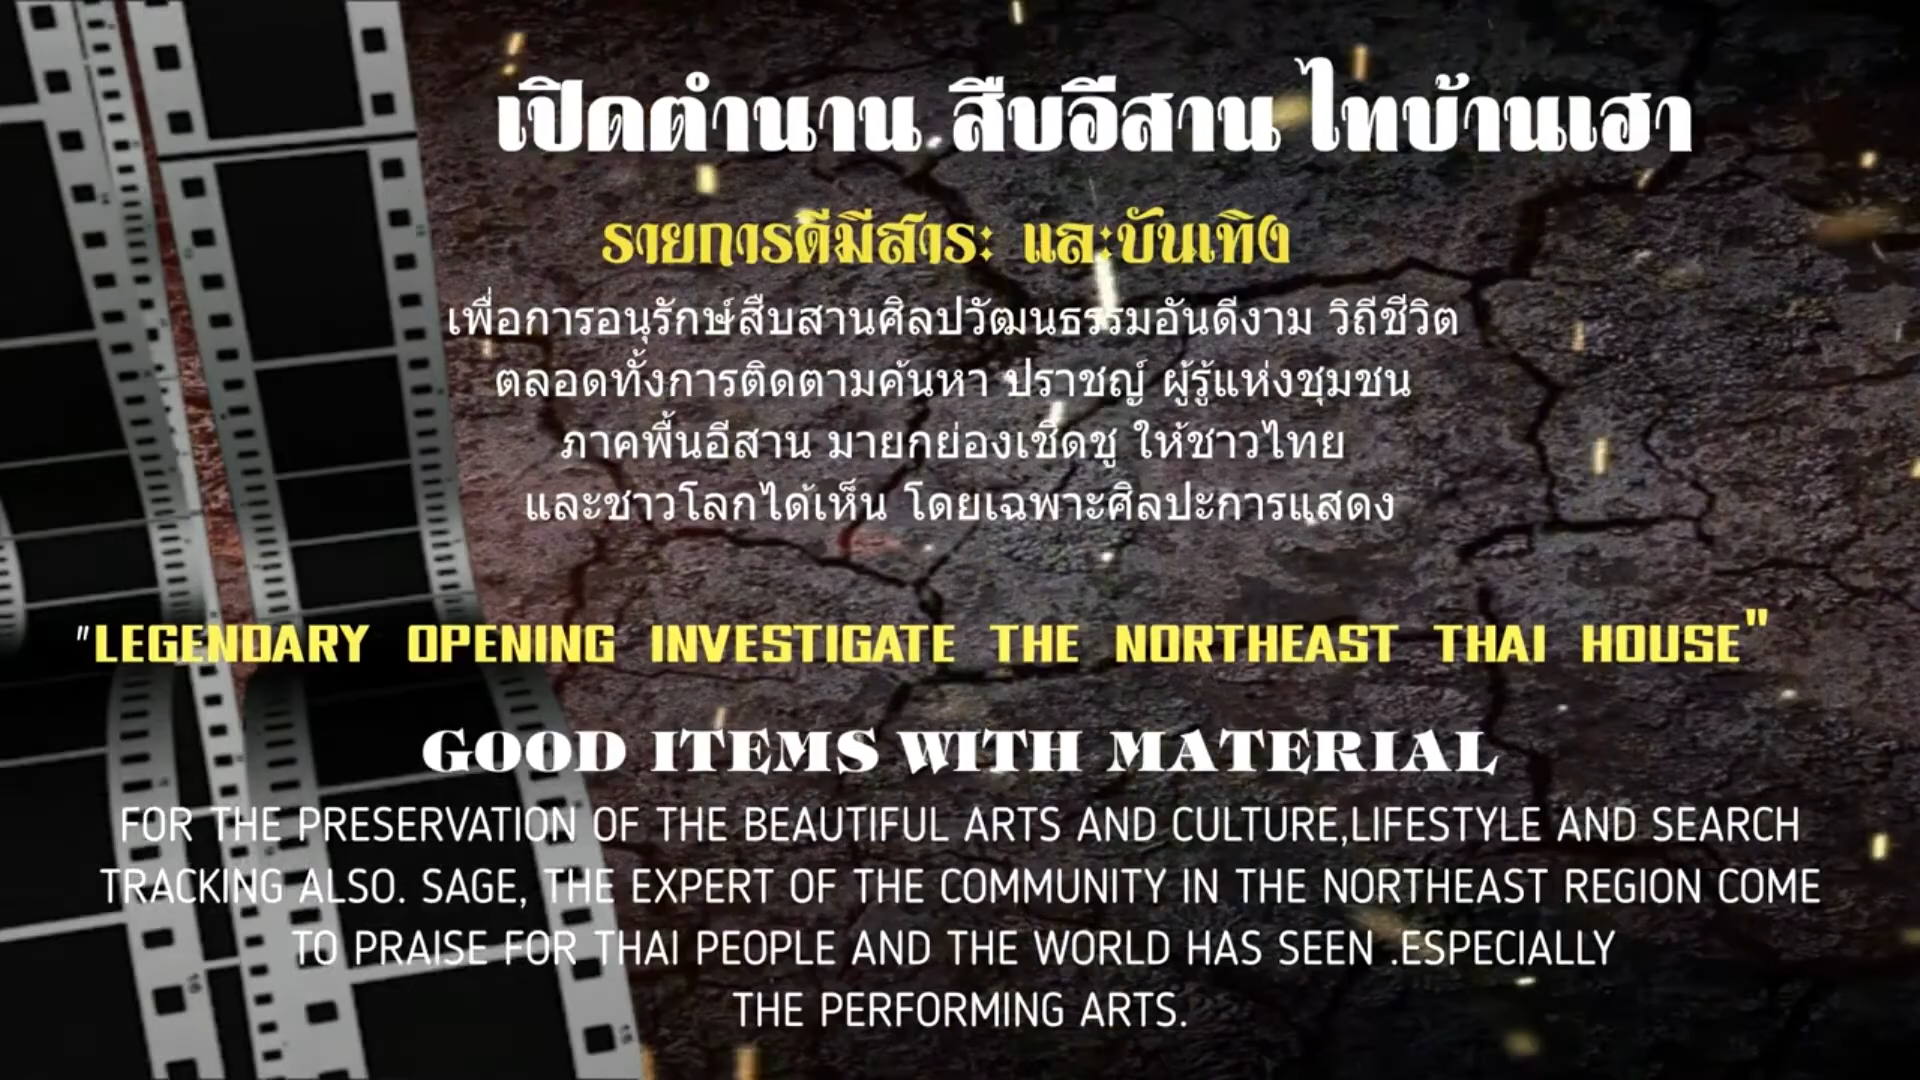 เปิดตำนาน สืบอีสาน ไทบ้านเฮา
รายการดีมีสาระ และบันเทิง
เพื่อการอนุรักษ์สืบสานศิลปวัฒนธรรมอันดีงาม วิถีชีวิต
ตลอดทั้งการติดตามค้นหา ปราชญ์ ผู้รู้แห่งชุมชน
ภาคพื้นอีสาน มายกย่องเชิดชู ให้ชาวไทย
และชาวโลกได้เห็น โดยเฉพาะศิลปะการแสดง
"LEGENDARY OPENING INVESTIGATE THE NORTHEAST THAI HOUSE"
GOOD ITEMS WITH MATERIAL
FOR THE PRESERVATION OF THE BEAUTIFUL ARTS AND CULTURE,LIFESTYLE AND SEARCH
TRACKING ALSO. SAGE, THE EXPERT OF THE COMMUNITY IN THE NORTHEAST REGION COME
TO PRAISE FOR THAI PEOPLE AND THE WORLD HAS SEEN .ESPECIALLY
THE PERFORMING ARTS.